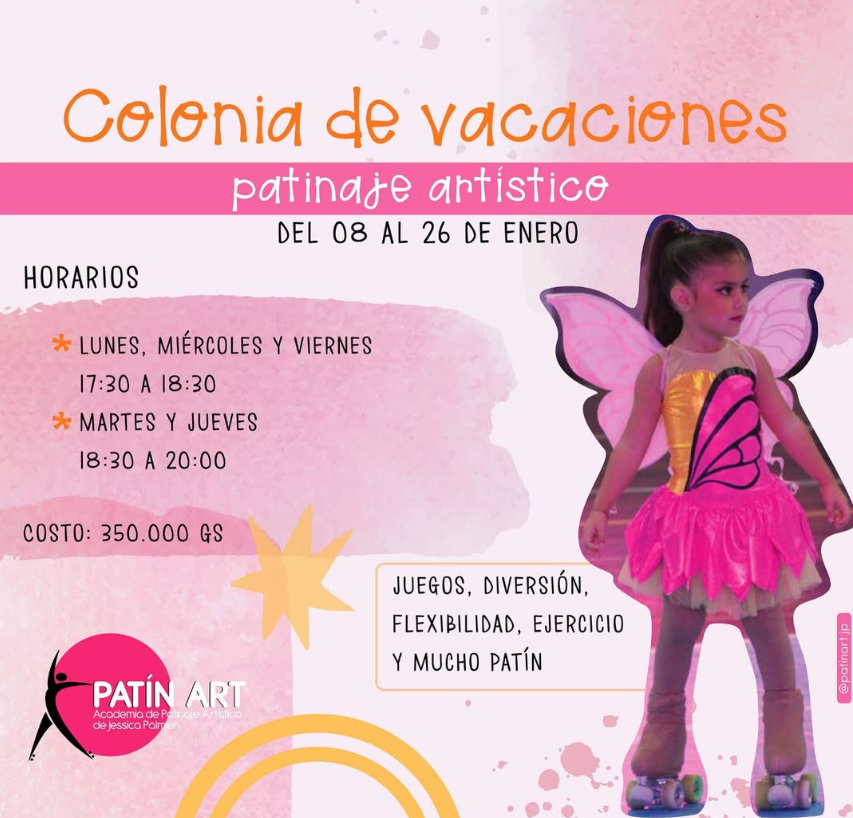 Colonia de vacaciones
patinaje artístico
DEL 08 AL 26 DE ENERO
HORARIOS
* LUNES, MIÉRCOLES Y VIERNES
17:30 A 18:30
* MARTES Y JUEVES
18:30 A 20:00
COSTO: 350.000 GS
JUEGOS, DIVERSIÓN,
FLEXIBILIDAD, EJERCICIO
Y MUCHO PATÍN
PATÍN ART
Academia de Patinaje Artístico
de Jessica Palmeri
@patinart.jp